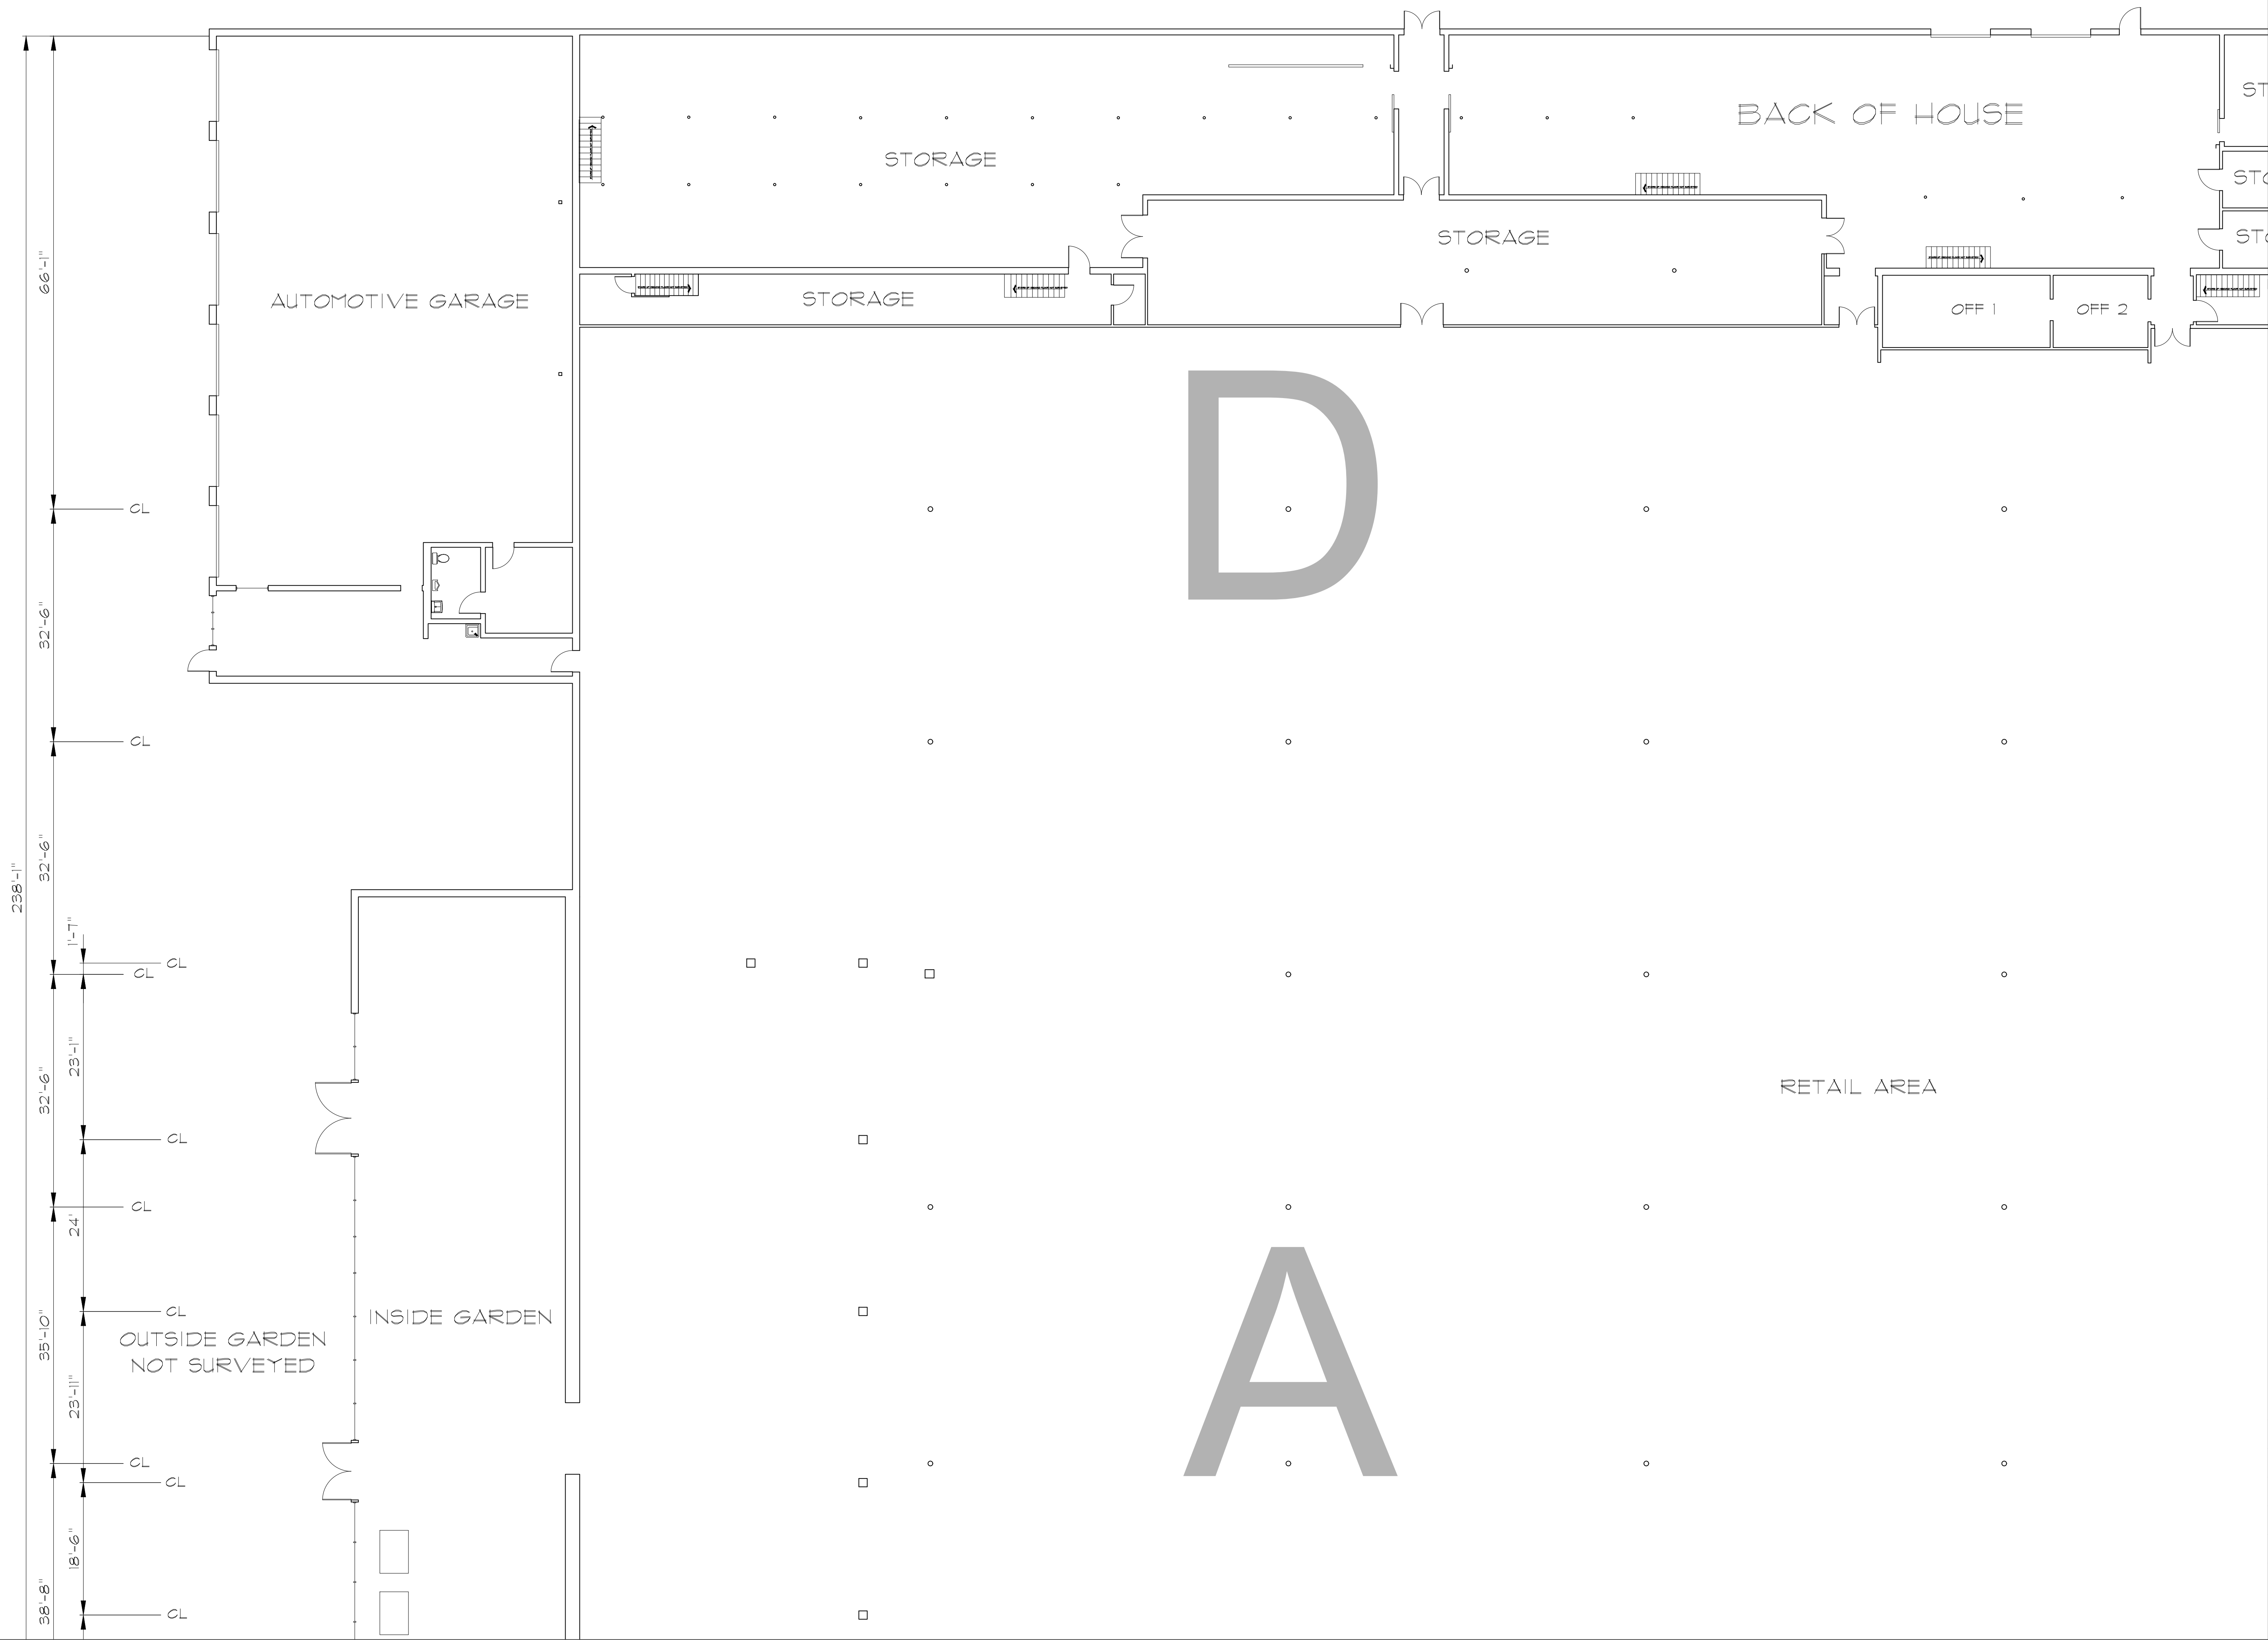 BACK OF HOUSE
STORAGE
STORAGE
STORAGE
AUTOMOTIVE GARAGE
OFF 1
OFF 2
66'-1"
CL
D
32'-6"
CL
32'-6"
238'-1"
1'-7"
CL
CL
23'-1"
32'-6"
RETAIL AREA
CL
CL
24'
A
CL
INSIDE GARDEN
OUTSIDE GARDEN
NOT SURVEYED
35'-10"
23'-11"
CL
CL
18'-6"
38'-8"
CL